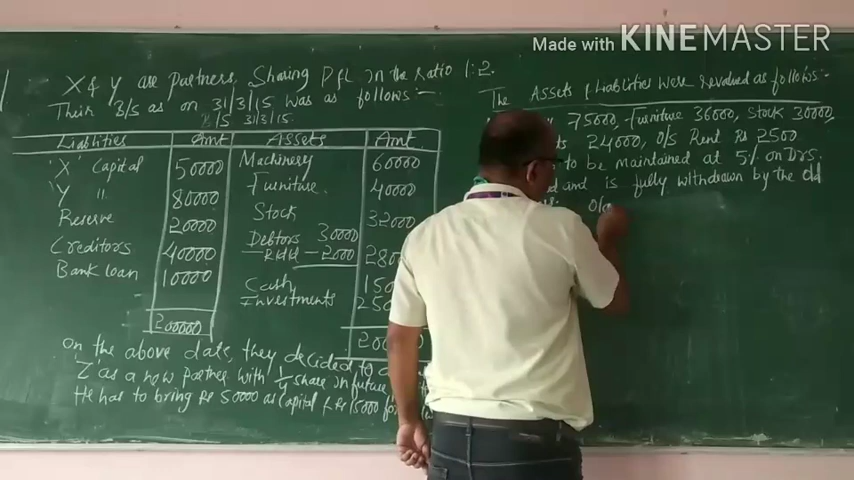 Made with KINEMASTER
X & Y are partners, Sharing P&L in the ratio 1:2.
Their B/S as on 31/3/15 was as follows:-
B/S 31/3/15
Liablities Amt Assets Amt
'X' Capital 50000 Machinery 60000
'Y' " 80000 Furniture 40000
Reserve 20000 Stock 32000
Creditors 40000 Debtors 30000
Bank loan 10000 - 2000
Cash
Investments
200000
On the above date, they decided to
'Z' as a new partner with 1/4 share in future
He has to bring Rs 50000 as Capital & Rs 15000 for
The Assets & Liabilities were Revalued as follows:-
75000, Furniture 36000, Stock 30000,
24000, O/S Rent Rs 2500
to be maintained at 5% on Drs.
and is fully withdrawn by the old